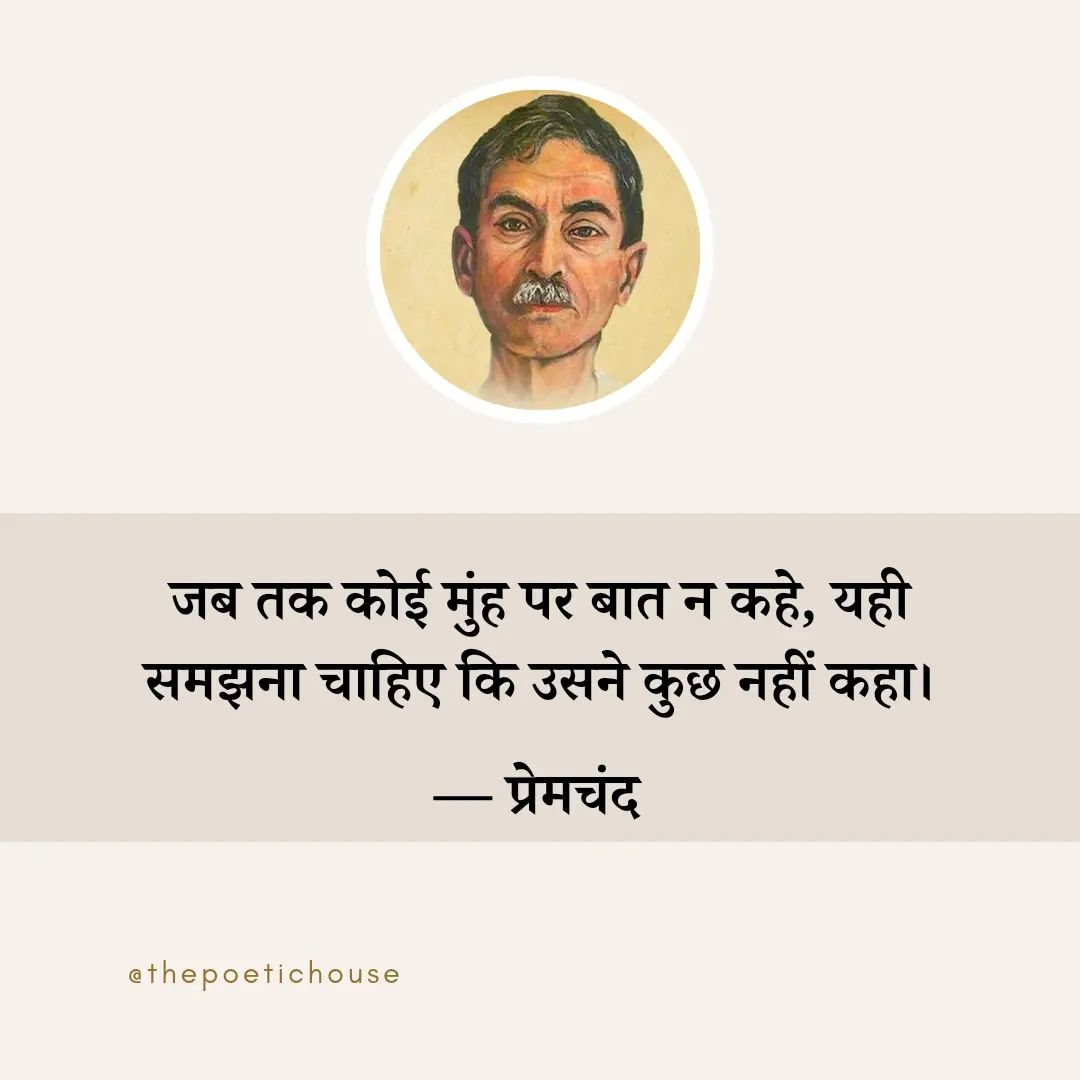 जब तक कोई मुंह पर बात न कहे, यही
समझना चाहिए कि उसने कुछ नहीं कहा।
— प्रेमचंद
@thepoetichouse